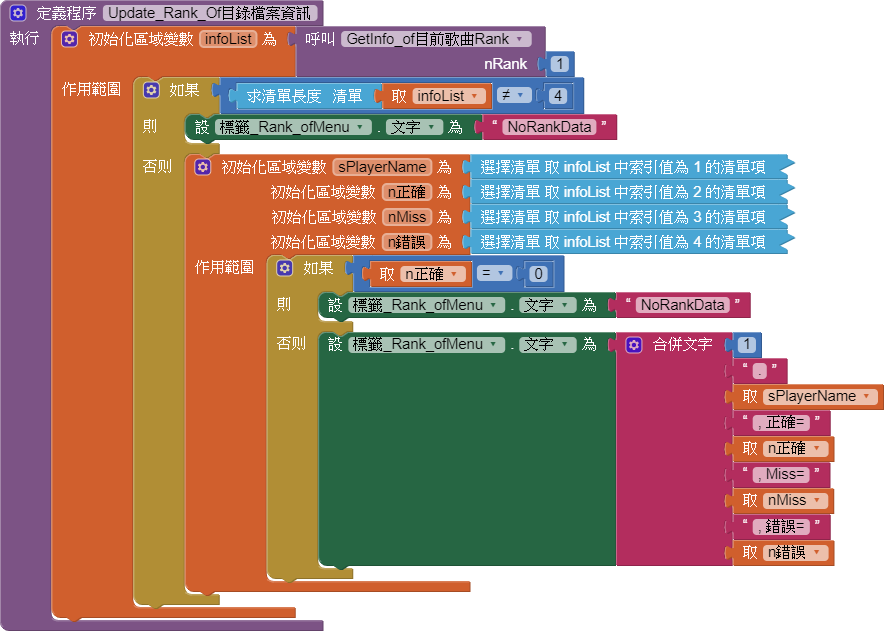 定義程序 Update_Rank_Of目錄檔案資訊
執行 初始化區域變數 infoList 為 呼叫 GetInfo_of目前歌曲Rank
nRank 1
作用範圍 如果 求清單長度 清單 取 infoList ≠ 4
則 設 標籤_Rank_ofMenu . 文字 為 “ NoRankData ”
否則 初始化區域變數 sPlayerName 為 選擇清單 取 infoList 中索引值為 1 的清單項
初始化區域變數 n正確 為 選擇清單 取 infoList 中索引值為 2 的清單項
初始化區域變數 nMiss 為 選擇清單 取 infoList 中索引值為 3 的清單項
初始化區域變數 n錯誤 為 選擇清單 取 infoList 中索引值為 4 的清單項
作用範圍 如果 取 n正確 = 0
則 設 標籤_Rank_ofMenu . 文字 為 “ NoRankData ”
否則 設 標籤_Rank_ofMenu . 文字 為 合併文字 1
“ . ”
取 sPlayerName
“ , 正確= ”
取 n正確
“ , Miss= ”
取 nMiss
“ , 錯誤= ”
取 n錯誤